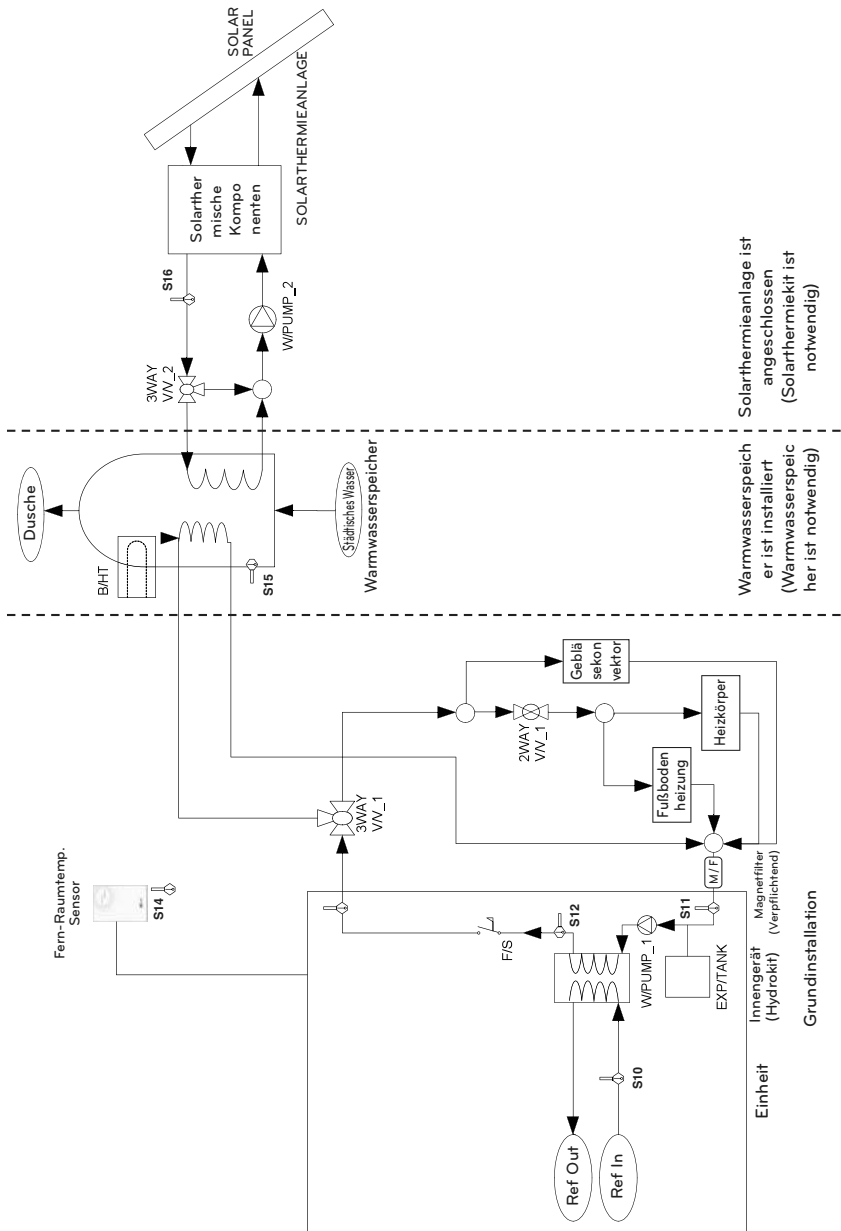 SOLAR
PANEL
SOLARTHERMIEANLAGE
Solarther
mische
Kompo
nenten
S16
W/PUMP_2
3WAY
V/V_2
Dusche
B/HT
S15
Städtisches Wasser
Warmwasserspeicher
Solarthermieanlage ist
angeschlossen
(Solarthermiekit ist
notwendig)
Warmwasserspeich
er ist installiert
(Warmwasserspeic
her ist notwendig)
Geblä
sekon
vektor
2WAY
V/V_1
Heizkörper
Fußboden
heizung
3WAY
V/V_1
M/F
Magnetfilter
(Verpflichtend)
Fern-Raumtemp.
Sensor
S14
F/S
S12
S11
W/PUMP_1
EXP/TANK
S10
Ref Out
Ref In
Innengerät
(Hydrokit)
Einheit
Grundinstallation